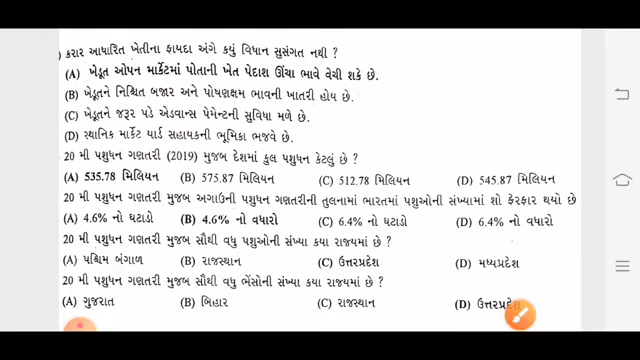 ) કરાર આધારિત ખેતીના ફાયદા અંગે કયું વિધાન સુસંગત નથી ?
(A) ખેડૂત ઓપન માર્કેટમાં પોતાની ખેત પેદાશ ઊંચા ભાવે વેચી શકે છે.
(B) ખેડૂતને નિશ્ચિત બજાર અને પોષણક્ષમ ભાવની ખાતરી હોય છે.
(C) ખેડૂતને જરૂર પડે એડવાન્સ પેમેન્ટની સુવિધા મળે છે.
(D) સ્થાનિક માર્કેટ યાર્ડ સહાયકની ભૂમિકા ભજવે છે.
20 મી પશુધન ગણતરી (2019) મુજબ દેશમાં કુલ પશુધન કેટલું છે ?
(A) 535.78 મિલિયન (B) 575.87 મિલિયન (C) 512.78 મિલિયન (D) 545.87 મિલિયન
20 મી પશુધન ગણતરી મુજબ અગાઉની પશુધન ગણતરીની તુલનામાં ભારતમાં પશુઓની સંખ્યામાં શો ફેરફાર થયો છે
(A) 4.6% નો ઘટાડો (B) 4.6% નો વધારો (C) 6.4% નો ઘટાડો (D) 6.4% નો વધારો
20 મી પશુધન ગણતરી મુજબ સૌથી વધુ પશુઓની સંખ્યા કયા રાજ્યમાં છે ?
(A) પશ્ચિમ બંગાળ (B) રાજસ્થાન (C) ઉત્તરપ્રદેશ (D) મધ્યપ્રદેશ
20 મી પશુધન ગણતરી મુજબ સૌથી વધુ ભેંસોની સંખ્યા કયા રાજ્યમાં છે ?
(A) ગુજરાત (B) બિહાર (C) રાજસ્થાન (D) ઉત્તરપ્રદેશ